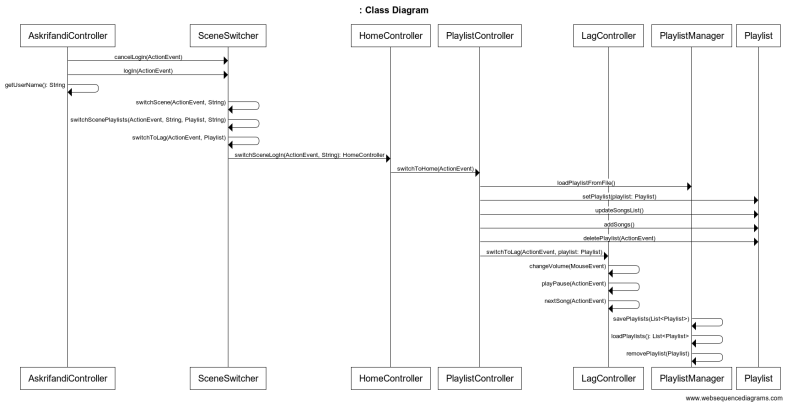 : Class Diagram
AskrifandiController SceneSwitcher HomeController PlaylistController LagController PlaylistManager Playlist
cancelLogin(ActionEvent)
logIn(ActionEvent)
getUserName(): String
switchScene(ActionEvent, String)
switchScenePlaylists(ActionEvent, String, Playlist, String)
switchToLag(ActionEvent, Playlist)
switchSceneLogIn(ActionEvent, String): HomeController
switchToHome(ActionEvent)
loadPlaylistFromFile()
setPlaylist(playlist: Playlist)
updateSongsList()
addSongs()
deletePlaylist(ActionEvent)
switchToLag(ActionEvent, playlist: Playlist)
changeVolume(MouseEvent)
playPause(ActionEvent)
nextSong(ActionEvent)
savePlaylists(List<Playlist>)
loadPlaylists(): List<Playlist>
removePlaylist(Playlist)
AskrifandiController SceneSwitcher HomeController PlaylistController LagController PlaylistManager Playlist
www.websequencediagrams.com